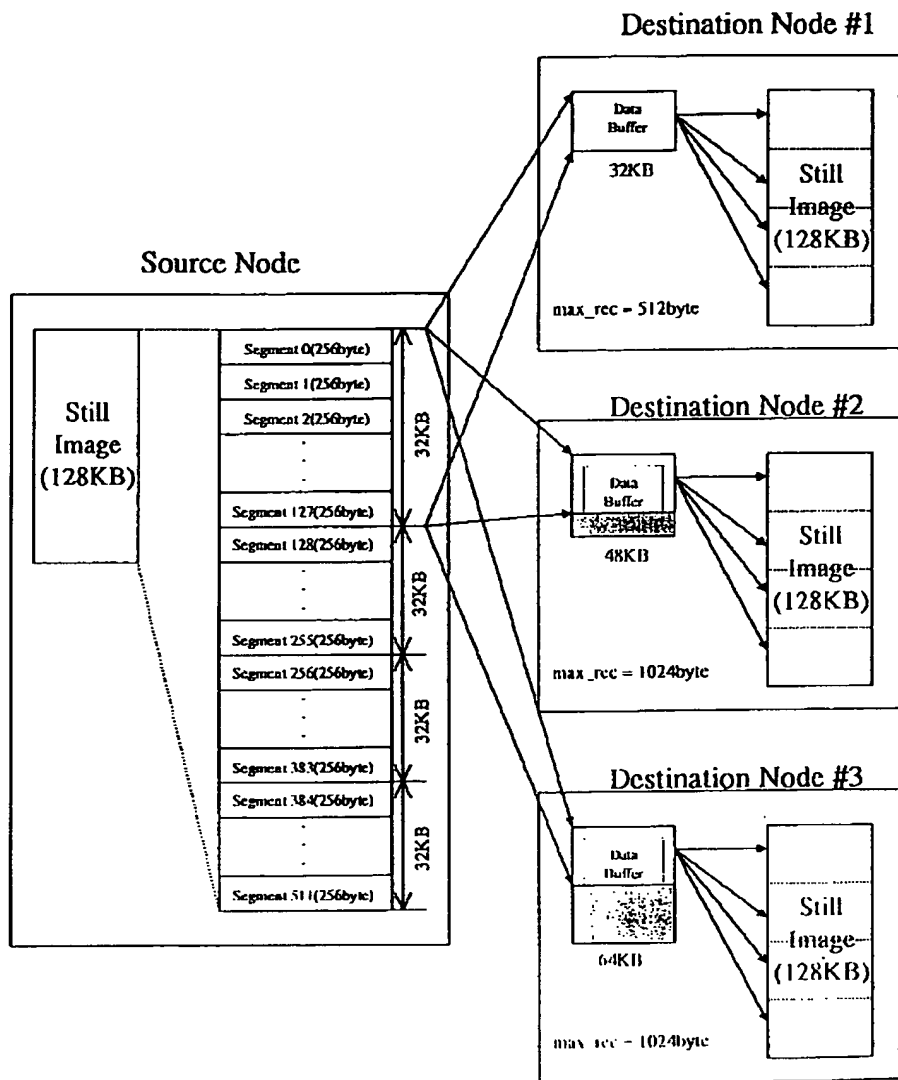 Source Node
Still
Image
(128KB)
Segment 0(256byte)
Segment 1(256byte)
Segment 2(256byte)
Segment 127(256byte)
Segment 128(256byte)
Segment 255(256byte)
Segment 256(256byte)
Segment 383(256byte)
Segment 384(256byte)
Segment 511(256byte)
32KB
32KB
32KB
32KB
Destination Node #1
Data
Buffer
32KB
Still
Image
(128KB)
max_rec = 512byte
Destination Node #2
Data
Buffer
48KB
Still
Image
(128KB)
max_rec = 1024byte
Destination Node #3
Data
Buffer
64KB
Still
Image
(128KB)
max_rec = 1024byte